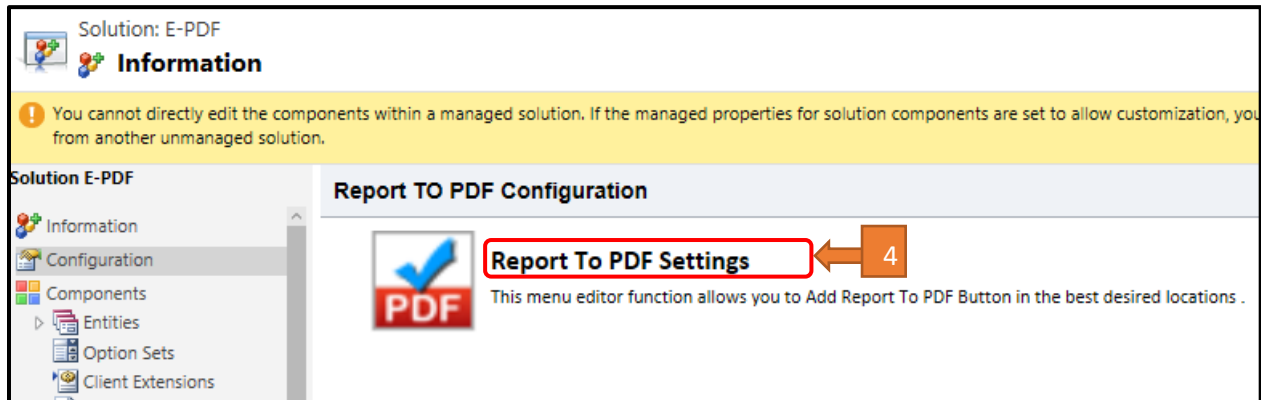 Solution: E-PDF
Information
You cannot directly edit the components within a managed solution. If the managed properties for solution components are set to allow customization, you
from another unmanaged solution.
Solution E-PDF
Information
Configuration
Components
Entities
Option Sets
Client Extensions
Report TO PDF Configuration
PDF
Report To PDF Settings
4
This menu editor function allows you to Add Report To PDF Button in the best desired locations .